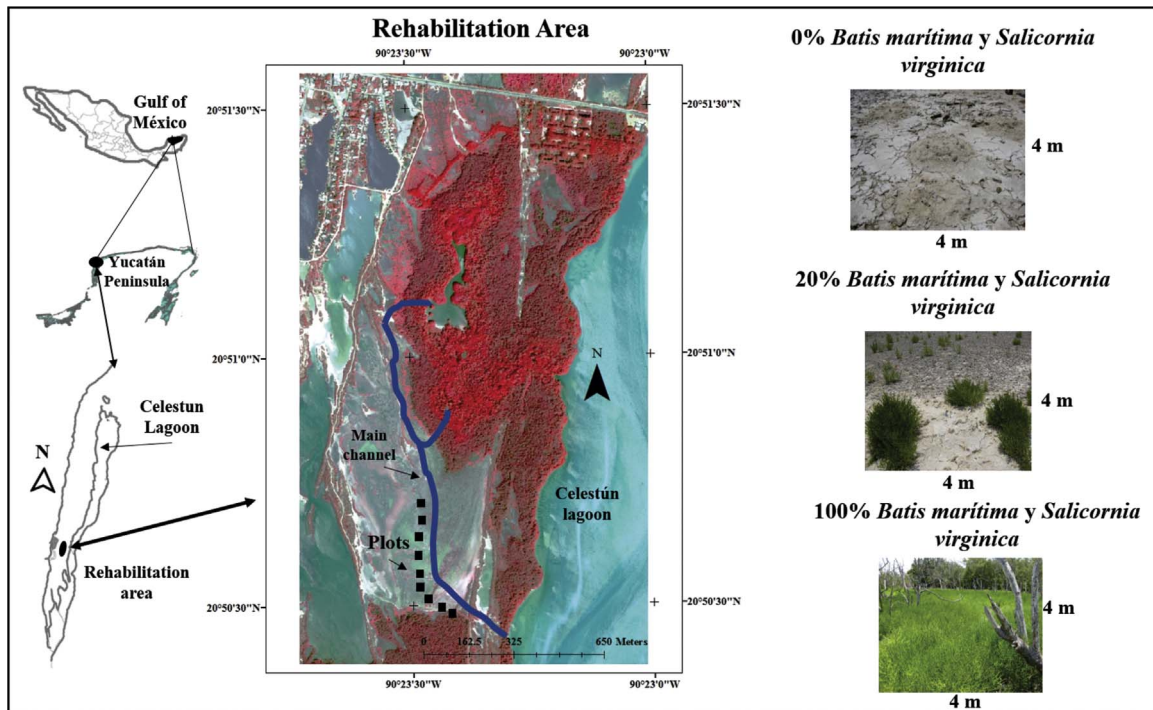 Rehabilitation Area
Gulf of
México
Yucatán
Peninsula
Celestun
Lagoon
N
Rehabilitation
area
90°23'30"W
90°23'0"W
20°51'30"N
20°51'30"N
20°51'0"N
20°51'0"N
N
Main
channel
Celestún
lagoon
Plots
20°50'30"N
20°50'30"N
0 162.5 325 650 Meters
90°23'30"W
90°23'0"W
0% Batis marítima y Salicornia
virginica
4 m
4 m
20% Batis marítima y Salicornia
virginica
4 m
4 m
100% Batis marítima y Salicornia
virginica
4 m
4 m